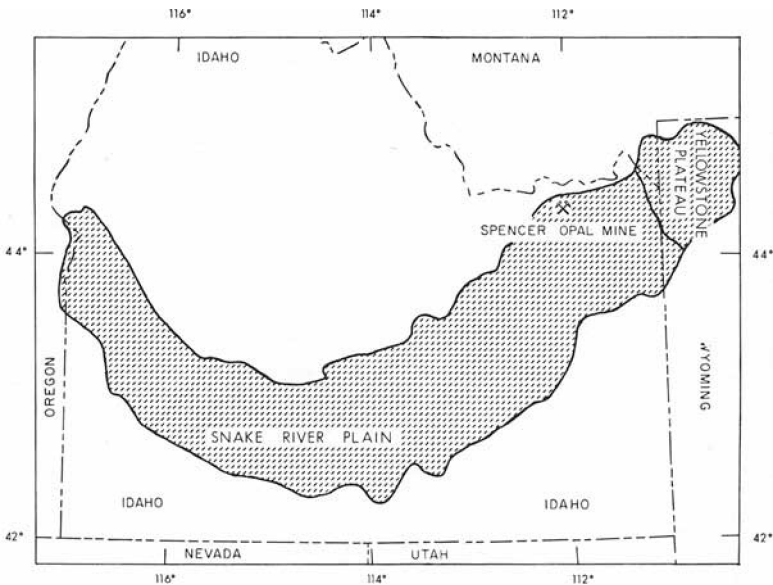 116°
114°
112°
IDAHO
MONTANA
YELLOWSTONE
PLATEAU
SPENCER OPAL MINE
44°
44°
OREGON
WYOMING
SNAKE RIVER PLAIN
IDAHO
IDAHO
42°
42°
NEVADA
UTAH
116°
114°
112°